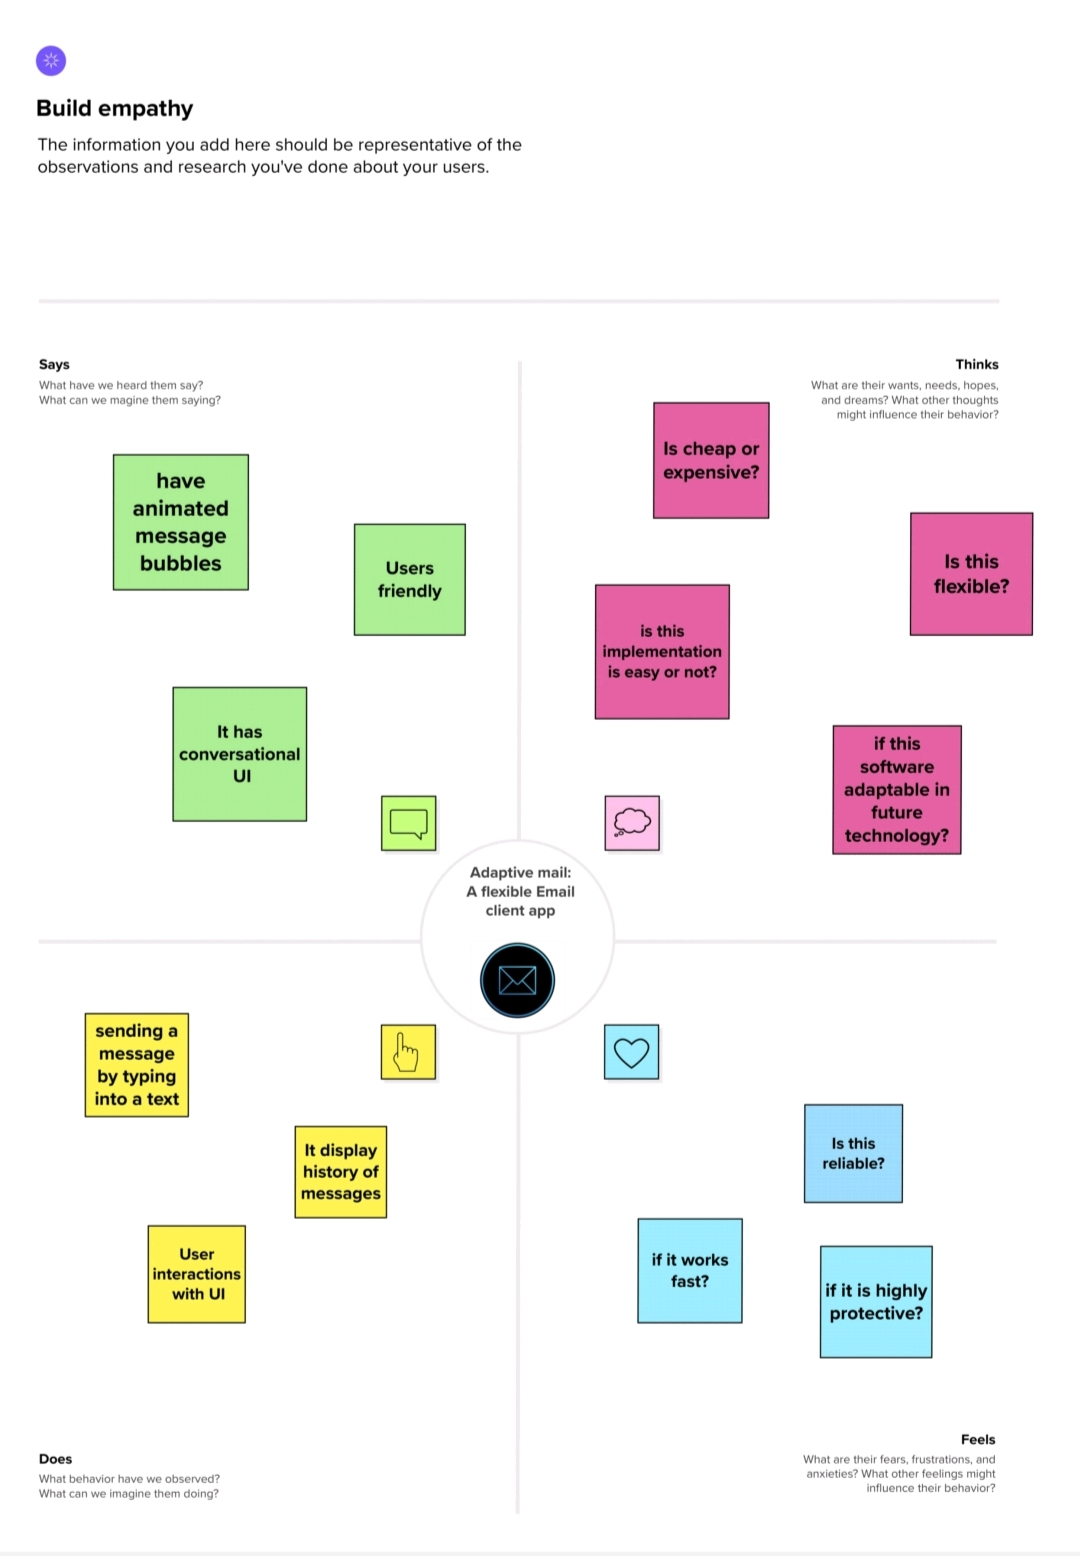 Build empathy
The information you add here should be representative of the
observations and research you've done about your users.
Says
What have we heard them say?
What can we magine them saying?
have
animated
message
bubbles
Users
friendly
It has
conversational
UI
Thinks
What are their wants, needs, hopes,
and dreams? What other thoughts
might influence their behavior?
Is cheap or
expensive?
Is this
flexible?
is this
implementation
is easy or not?
if this
software
adaptable in
future
technology?
Adaptive mail:
A flexible Email
client app
sending a
message
by typing
into a text
It display
history of
messages
User
interactions
with UI
Does
What behavior have we observed?
What can we imagine them doing?
Is this
reliable?
if it works
fast?
if it is highly
protective?
Feels
What are their fears, frustrations, and
anxieties? What other feelings might
influence their behavior?